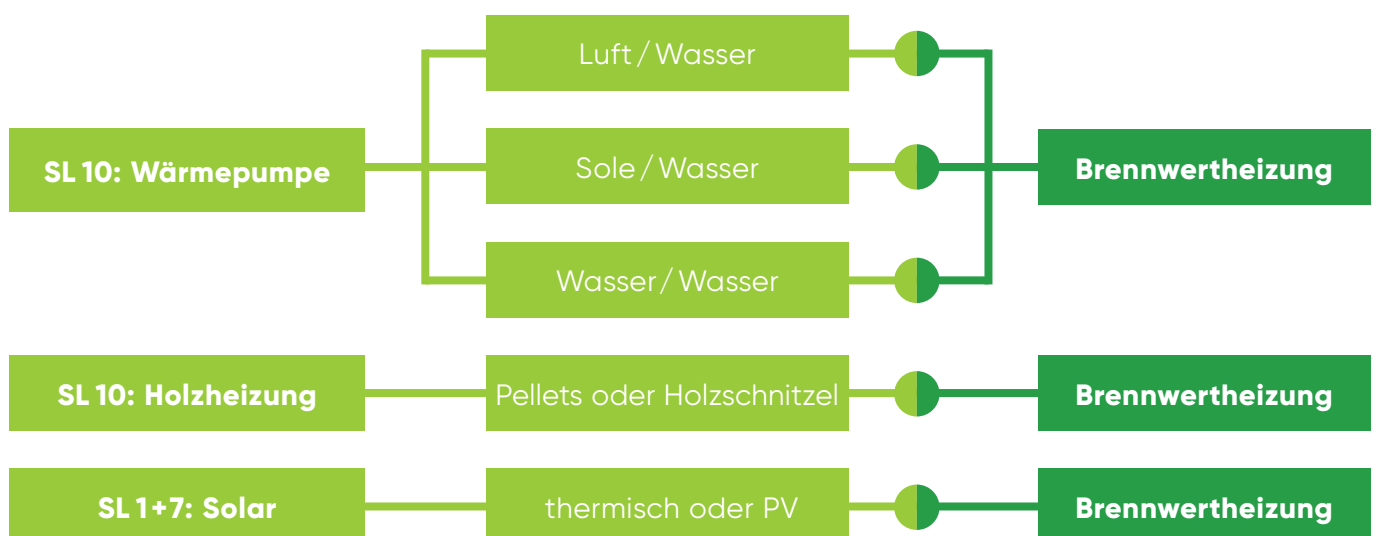 Luft / Wasser
SL 10: Wärmepumpe
Sole / Wasser
Brennwertheizung
Wasser / Wasser
SL 10: Holzheizung
Pellets oder Holzschnitzel
Brennwertheizung
SL 1+7: Solar
thermisch oder PV
Brennwertheizung